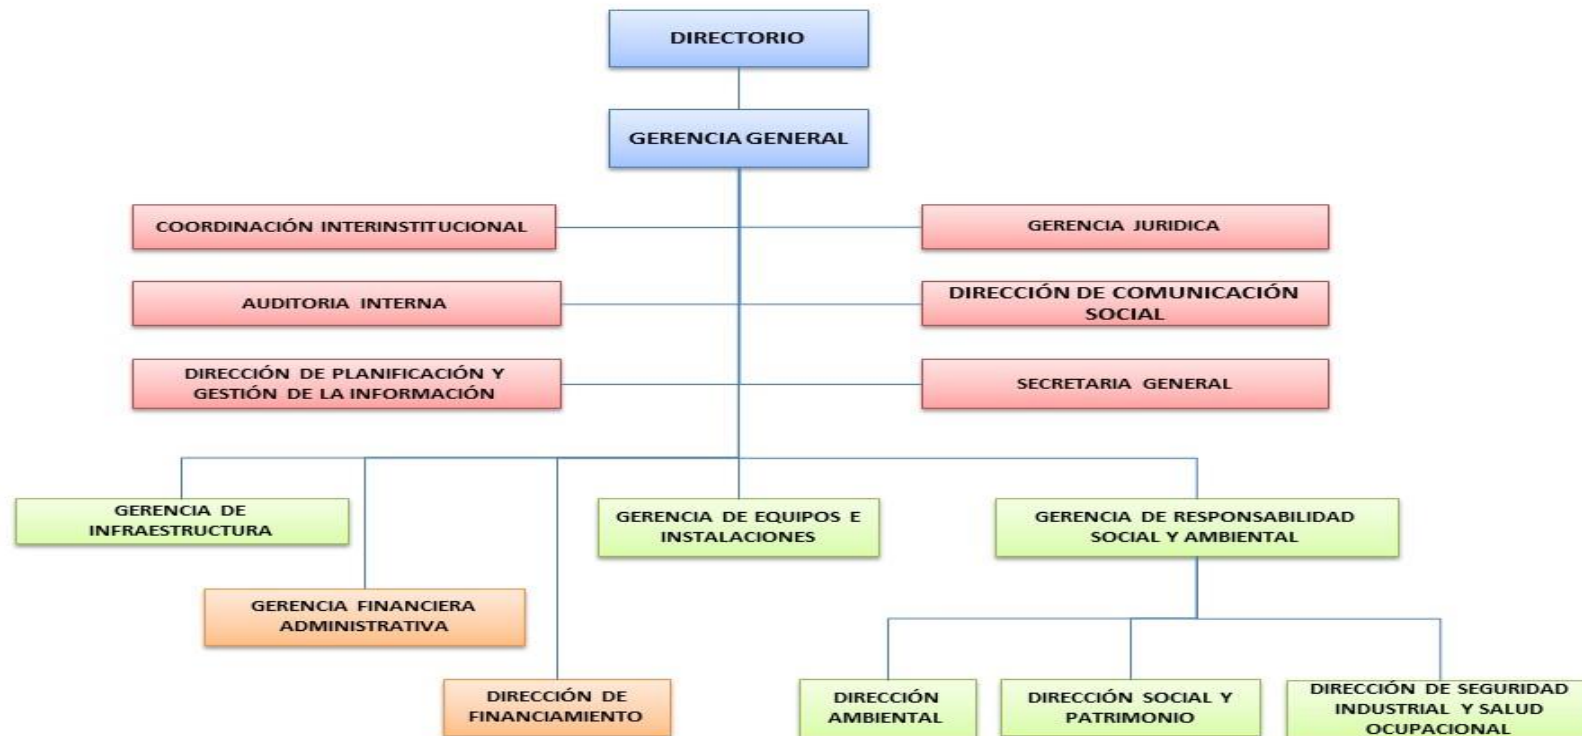 DIRECTORIO
GERENCIA GENERAL
COORDINACIÓN INTERINSTITUCIONAL
GERENCIA JURIDICA
AUDITORIA INTERNA
DIRECCIÓN DE COMUNICACIÓN
SOCIAL
DIRECCIÓN DE PLANIFICACIÓN Y
GESTIÓN DE LA INFORMACIÓN
SECRETARIA GENERAL
GERENCIA DE
INFRAESTRUCTURA
GERENCIA DE EQUIPOS E
INSTALACIONES
GERENCIA DE RESPONSABILIDAD
SOCIAL Y AMBIENTAL
GERENCIA FINANCIERA
ADMINISTRATIVA
DIRECCIÓN DE
FINANCIAMIENTO
DIRECCIÓN
AMBIENTAL
DIRECCIÓN SOCIAL Y
PATRIMONIO
DIRECCIÓN DE SEGURIDAD
INDUSTRIAL Y SALUD
OCUPACIONAL